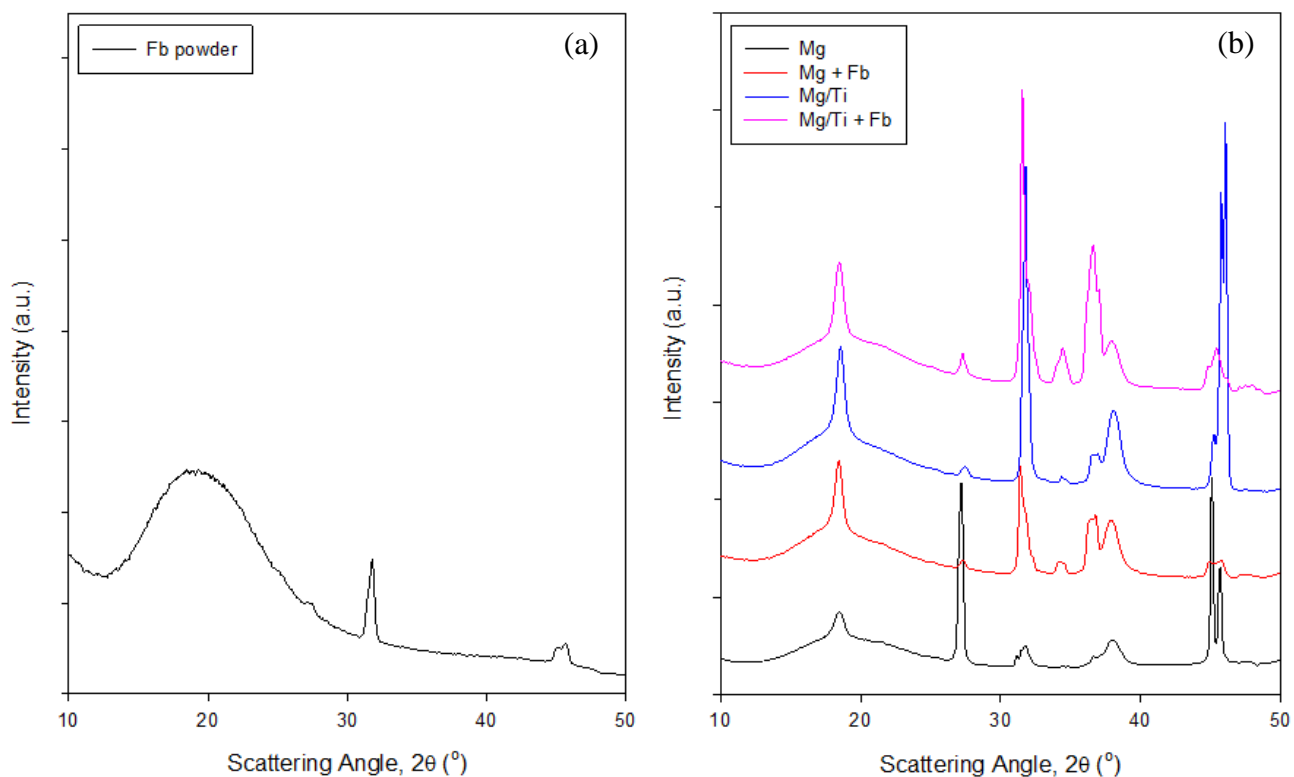 Fb powder
(a)
Intensity (a.u.)
10
20
30
40
50
Scattering Angle, 2θ (°)
Mg
Mg + Fb
Mg/Ti
Mg/Ti + Fb
(b)
Intensity (a.u.)
10
20
30
40
50
Scattering Angle, 2θ (°)